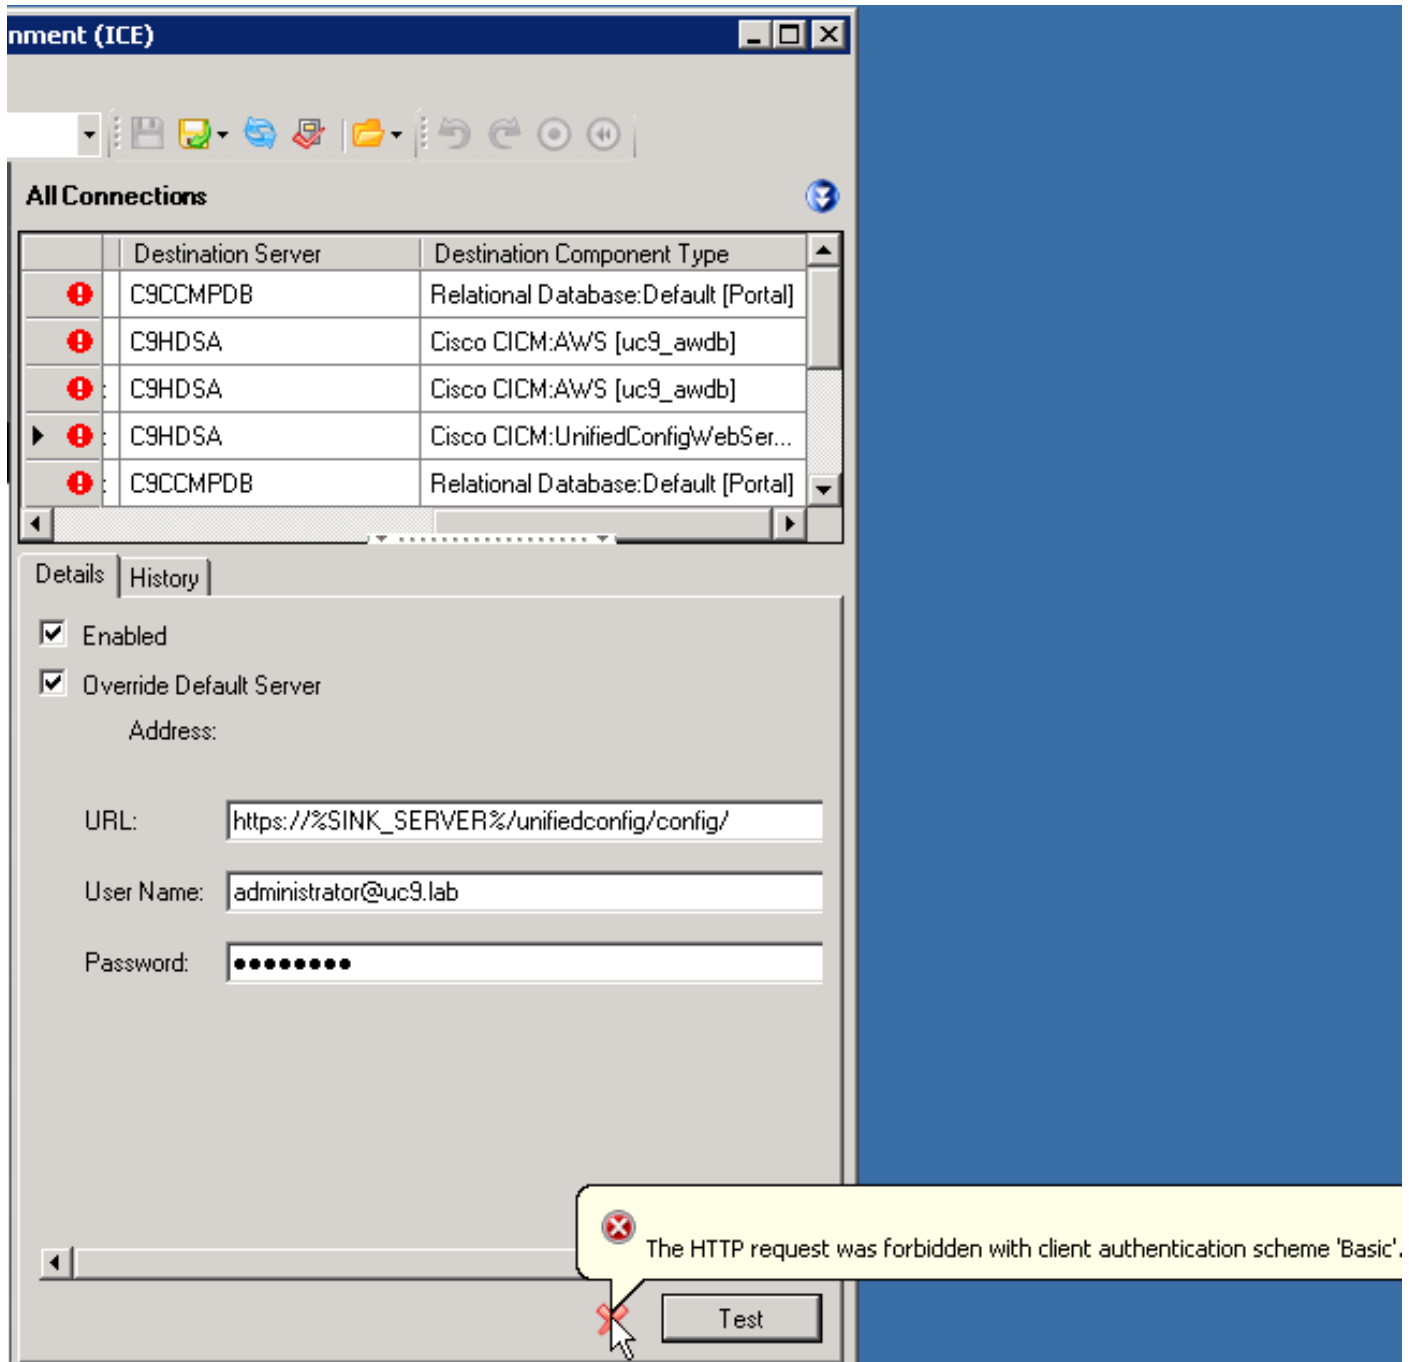 nment (ICE)
All Connections
Destination Server Destination Component Type
C9CCMPDB Relational Database:Default [Portal]
C9HDSA Cisco CICM:AWS [uc9_awdb]
: C9HDSA Cisco CICM:AWS [uc9_awdb]
: C9HDSA Cisco CICM:UnifiedConfigWebSer...
: C9CCMPDB Relational Database:Default [Portal]
Details History
Enabled
Override Default Server
Address:
URL: https://%SINK_SERVER%/unifiedconfig/config/
User Name: administrator@uc9.lab
Password: ●●●●●●●●
The HTTP request was forbidden with client authentication scheme 'Basic'.
Test